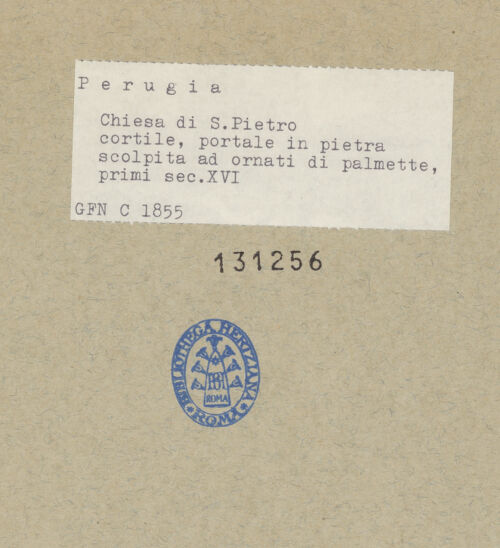 P e r u g i a
Chiesa di S.Pietro
cortile, portale in pietra
scolpita ad ornati di palmette,
primi sec.XVI
GFN C 1855
131256
BIBLIOTHECA HERTZIANA
ROMA
ROMA